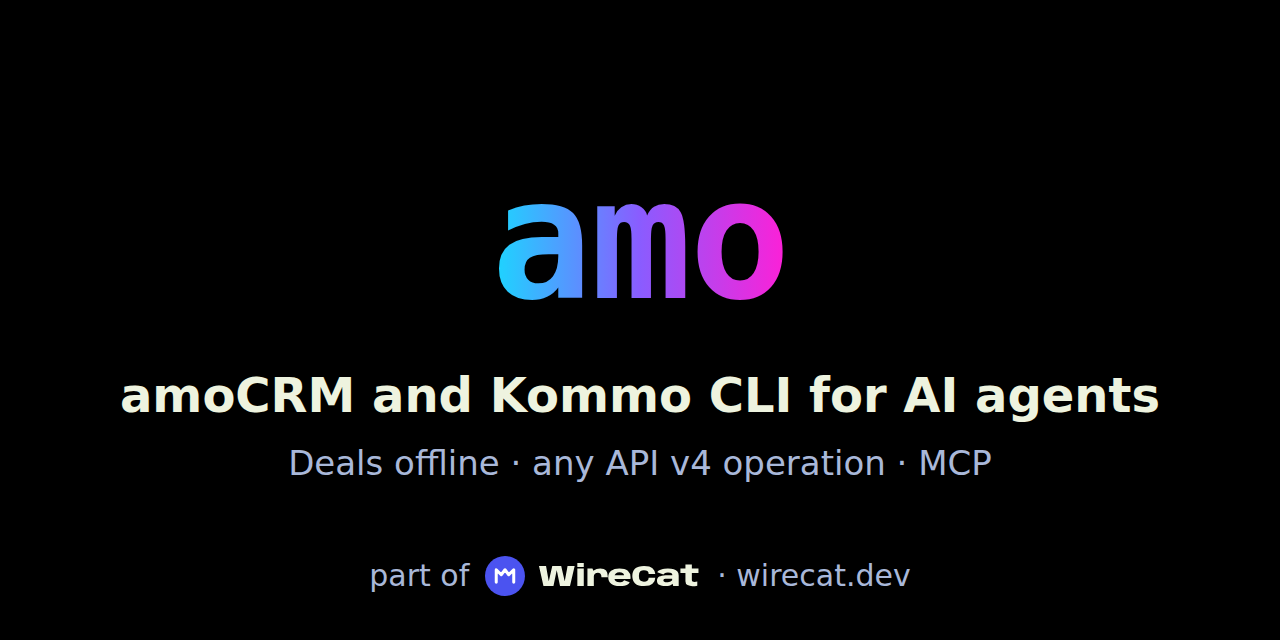 amo
amoCRM and Kommo CLI for AI agents
Deals offline · any API v4 operation · MCP
part of wirecat · wirecat.dev